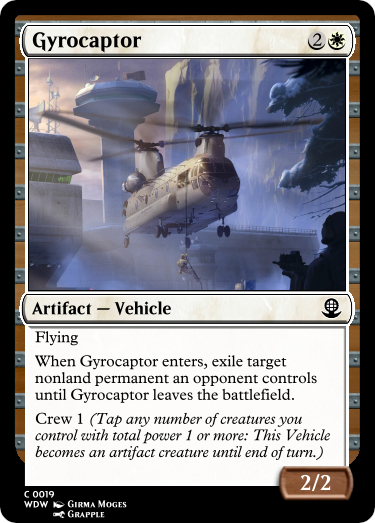 Gyrocaptor 2
Artifact — Vehicle
Flying
When Gyrocaptor enters, exile target
nonland permanent an opponent controls
until Gyrocaptor leaves the battlefield.
Crew 1 (Tap any number of creatures you
control with total power 1 or more: This Vehicle
becomes an artifact creature until end of turn.)
2/2
C 0019
WDW Girma Moges
Grapple